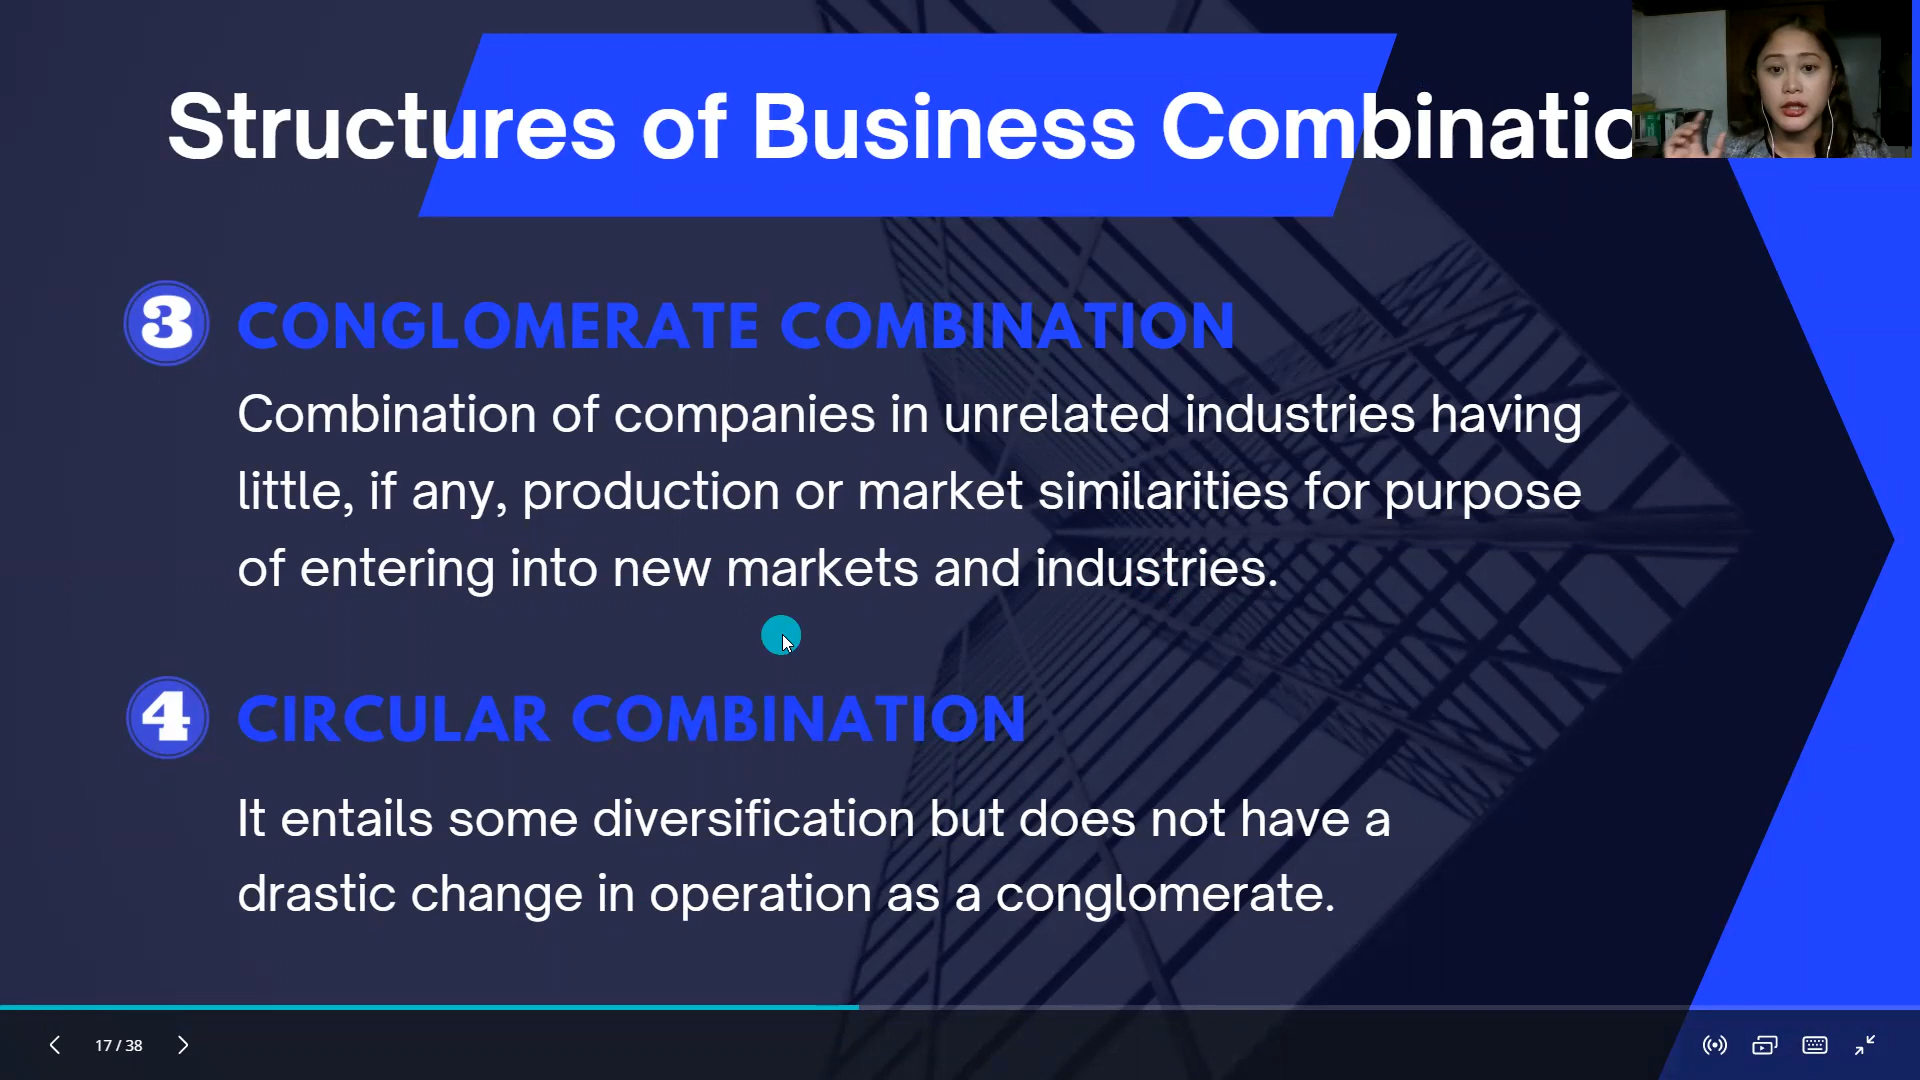 Structures of Business Combinatio
3 CONGLOMERATE COMBINATION
Combination of companies in unrelated industries having
little, if any, production or market similarities for purpose
of entering into new markets and industries.
4 CIRCULAR COMBINATION
It entails some diversification but does not have a
drastic change in operation as a conglomerate.
17 / 38